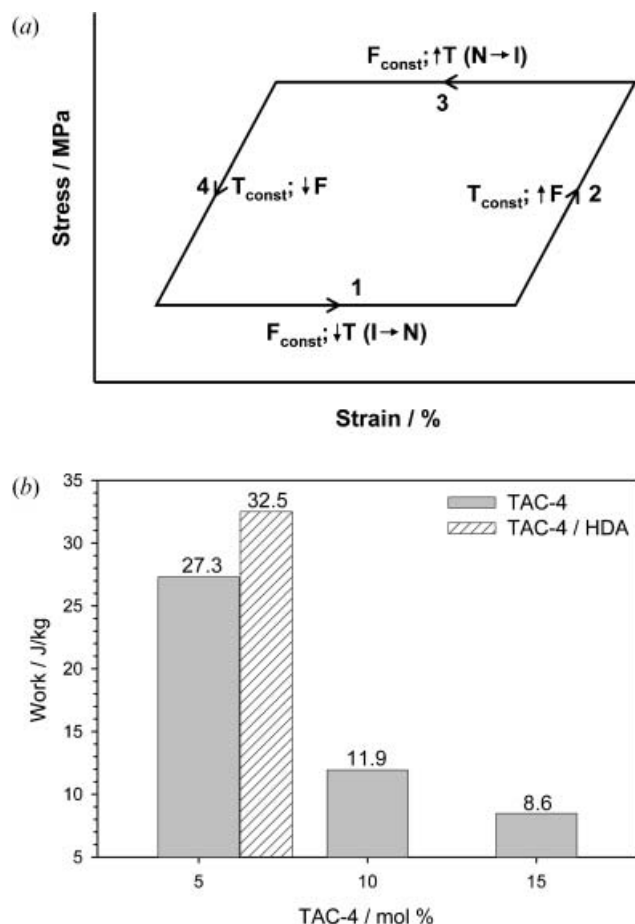 (a)
F_const; ↑T (N→I)
3
Stress / MPa
4
T_const; ↓F
T_const; ↑F
2
1
F_const; ↓T (I→N)
Strain / %
(b)
35
32.5
TAC-4
TAC-4 / HDA
30
27.3
25
Work / J/kg
20
15
11.9
10
8.6
5
5
10
15
TAC-4 / mol %